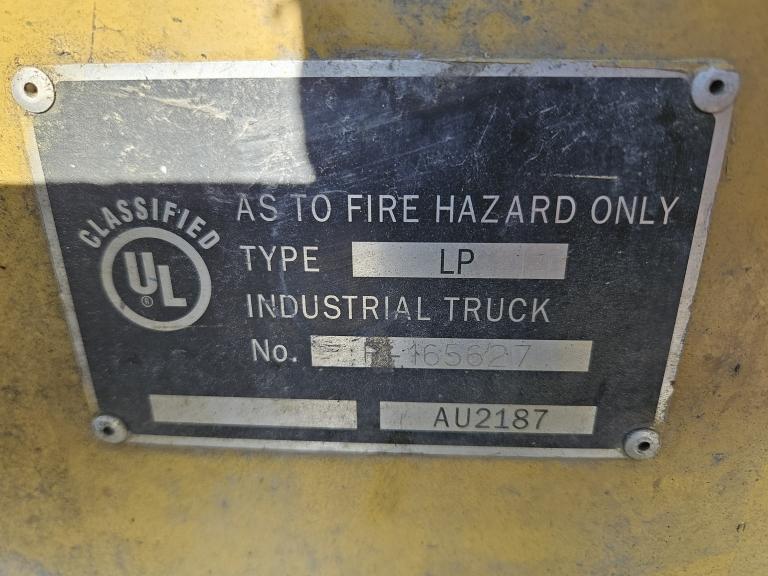 CLASSIFIED
UL
®
AS TO FIRE HAZARD ONLY
TYPE LP
INDUSTRIAL TRUCK
No. -165627
AU2187